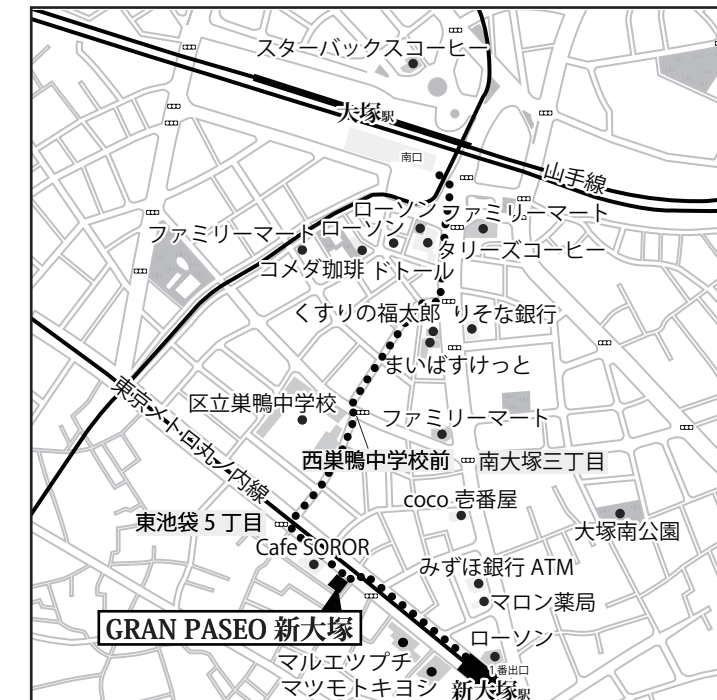 スターバックスコーヒー
大塚駅
南口
山手線
ローソン
ファミリーマート
ファミリーマート
ローソン
タリーズコーヒー
コメダ珈琲
ドトール
くすりの福太郎
りそな銀行
まいばすけっと
東京メトロ丸ノ内線
区立巣鴨中学校
ファミリーマート
西巣鴨中学校前
南大塚三丁目
coco 壱番屋
東池袋 5 丁目
大塚南公園
Cafe SOROR
みずほ銀行 ATM
マロン薬局
GRAN PASEO 新大塚
ローソン
マルエツプチ
1番出口
マツモトキヨシ
新大塚駅